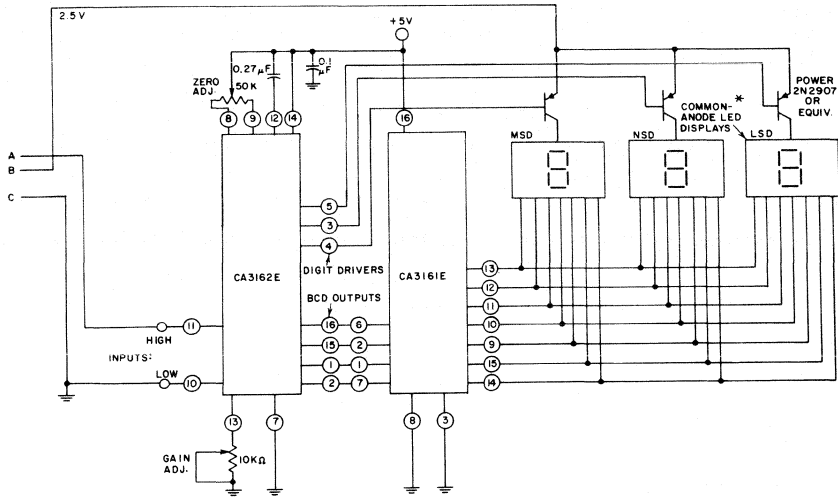 2.5 V
+5V
ZERO
ADJ.
50 K
0.27µF
0.1
µF
8
9
12
14
16
POWER
2N2907
OR
EQUIV.
COMMON-
ANODE LED
DISPLAYS
*
MSD
NSD
LSD
A
B
C
5
3
4
DIGIT DRIVERS
CA3162E
CA3161E
BCD OUTPUTS
13
12
11
10
9
15
14
11
HIGH
INPUTS:
LOW
10
16
6
15
2
1
1
2
7
13
7
8
3
GAIN
ADJ.
10KΩ